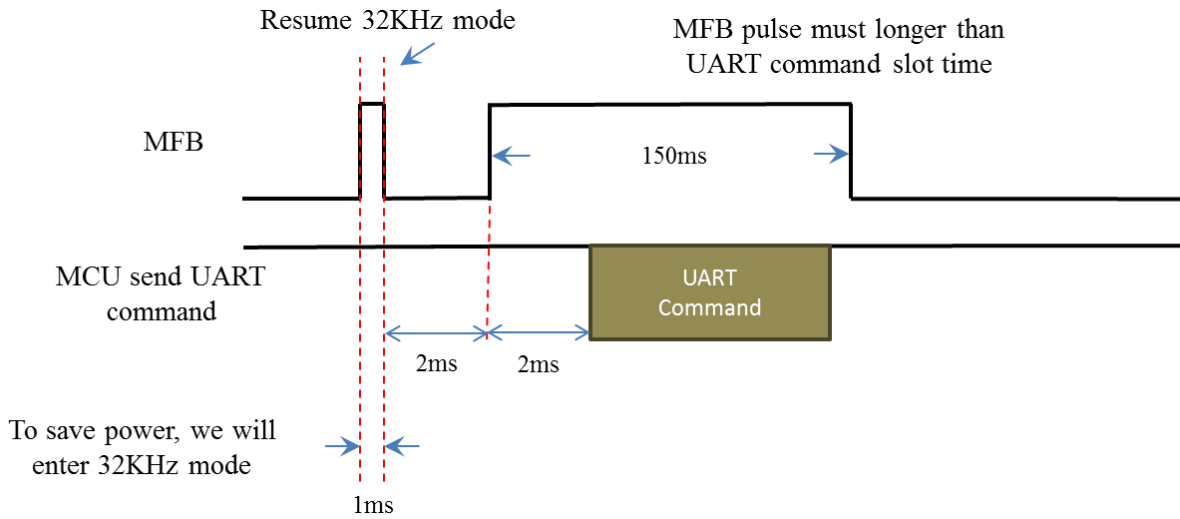 Resume 32KHz mode
MFB pulse must longer than
UART command slot time
MFB
150ms
MCU send UART
command
UART
Command
2ms
2ms
To save power, we will
enter 32KHz mode
1ms